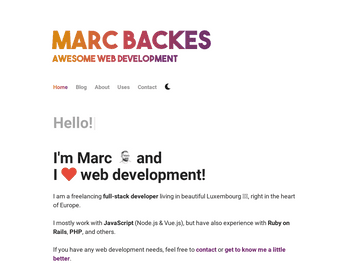 MARC BACKES
AWESOME WEB DEVELOPMENT
Home Blog About Uses Contact
Hello!
I'm Marc and
I ❤ web development!
I am a freelancing full-stack developer living in beautiful Luxembourg 🇱🇺, right in the heart
of Europe.
I mostly work with JavaScript (Node.js & Vue.js), but have also experience with Ruby on
Rails, PHP, and others.
If you have any web development needs, feel free to contact or get to know me a little
better.